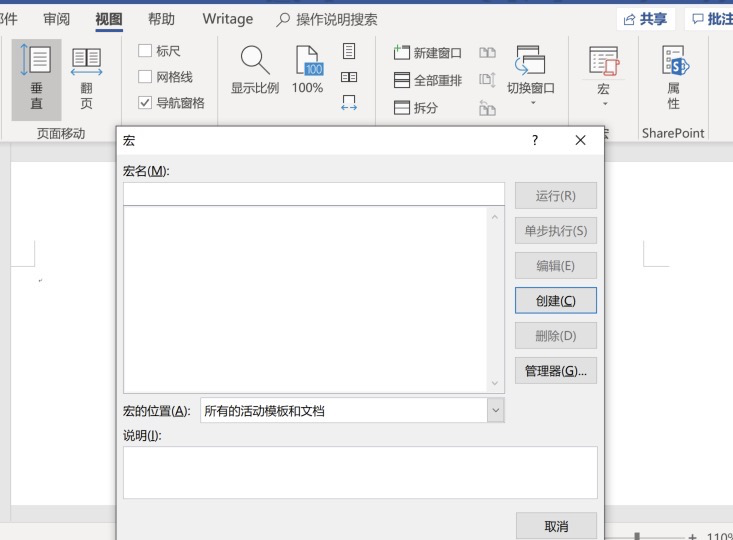 审阅 视图 帮助 Writage 操作说明搜索 共享 批注
标尺
网格线
导航窗格
垂直
翻页
页面移动
显示比例
100
100%
新建窗口
全部重排
拆分
切换窗口
宏
属性
SharePoint
宏 ? ×
宏名(M):
运行(R)
单步执行(S)
编辑(E)
创建(C)
删除(D)
管理器(G)...
宏的位置(A): 所有的活动模板和文档
说明(I):
取消
110%